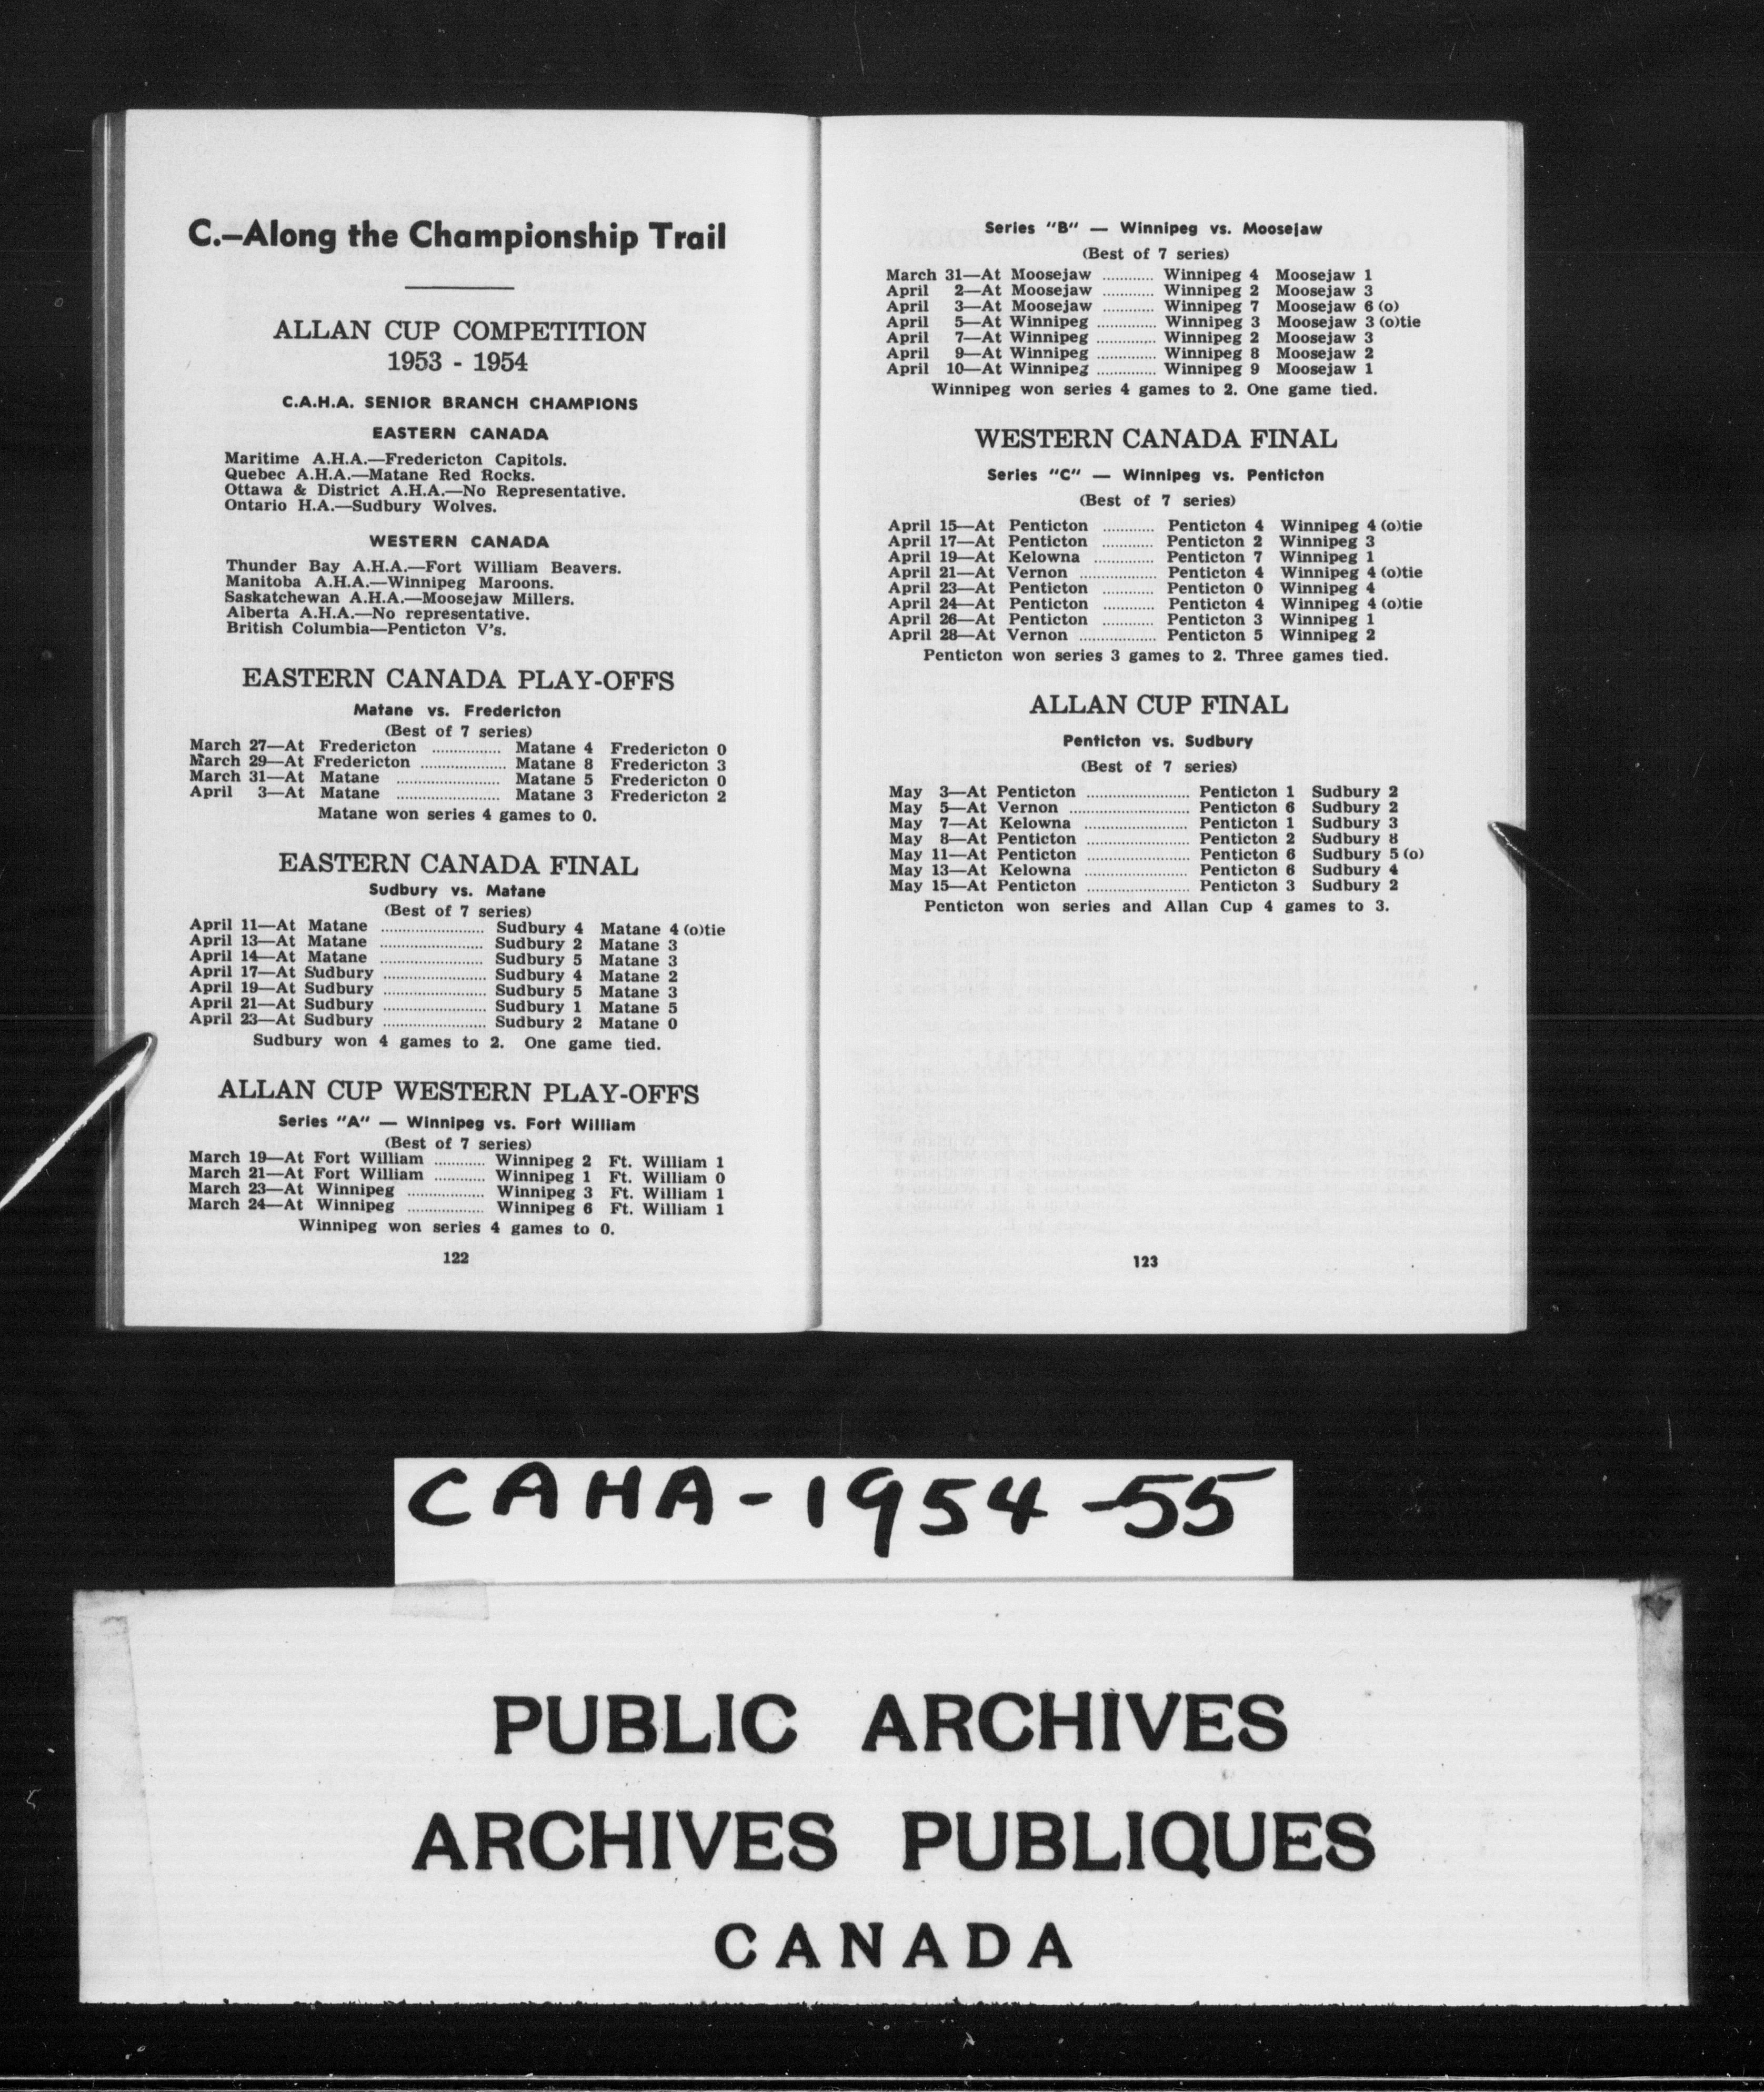 C.—Along the Championship Trail
ALLAN CUP COMPETITION
1953 - 1954
C.A.H.A. SENIOR BRANCH CHAMPIONS
EASTERN CANADA
Maritime A.H.A.—Fredericton Capitols.
Quebec A.H.A.—Matane Red Rocks.
Ottawa & District A.H.A.—No Representative.
Ontario H.A.—Sudbury Wolves.
WESTERN CANADA
Thunder Bay A.H.A.—Fort William Beavers.
Manitoba A.H.A.—Winnipeg Maroons.
Saskatchewan A.H.A.—Moosejaw Millers.
Alberta A.H.A.—No representative.
British Columbia—Penticton V's.
EASTERN CANADA PLAY-OFFS
Matane vs. Fredericton
(Best of 7 series)
March 27—At Fredericton ............... Matane 4 Fredericton 0
March 29—At Fredericton ................... Matane 8 Fredericton 3
March 31—At Matane ....................... Matane 5 Fredericton 0
April 3—At Matane ....................... Matane 3 Fredericton 2
Matane won series 4 games to 0.
EASTERN CANADA FINAL
Sudbury vs. Matane
(Best of 7 series)
April 11—At Matane ....................... Sudbury 4 Matane 4 (o)tie
April 13—At Matane ....................... Sudbury 2 Matane 3
April 14—At Matane ....................... Sudbury 5 Matane 3
April 17—At Sudbury ....................... Sudbury 4 Matane 2
April 19—At Sudbury ....................... Sudbury 5 Matane 3
April 21—At Sudbury ....................... Sudbury 1 Matane 5
April 23—At Sudbury ....................... Sudbury 2 Matane 0
Sudbury won 4 games to 2. One game tied.
ALLAN CUP WESTERN PLAY-OFFS
Series "A" — Winnipeg vs. Fort William
(Best of 7 series)
March 19—At Fort William ........... Winnipeg 2 Ft. William 1
March 21—At Fort William ........... Winnipeg 1 Ft. William 0
March 23—At Winnipeg ................. Winnipeg 3 Ft. William 1
March 24—At Winnipeg ................. Winnipeg 6 Ft. William 1
Winnipeg won series 4 games to 0.
122
Series "B" — Winnipeg vs. Moosejaw
(Best of 7 series)
March 31—At Moosejaw ............ Winnipeg 4 Moosejaw 1
April 2—At Moosejaw ............ Winnipeg 2 Moosejaw 3
April 3—At Moosejaw ............ Winnipeg 7 Moosejaw 6 (o)
April 5—At Winnipeg ............. Winnipeg 3 Moosejaw 3 (o)tie
April 7—At Winnipeg ............. Winnipeg 2 Moosejaw 3
April 9—At Winnipeg ............. Winnipeg 8 Moosejaw 2
April 10—At Winnipeg ............. Winnipeg 9 Moosejaw 1
Winnipeg won series 4 games to 2. One game tied.
WESTERN CANADA FINAL
Series "C" — Winnipeg vs. Penticton
(Best of 7 series)
April 15—At Penticton ............ Penticton 4 Winnipeg 4 (o)tie
April 17—At Penticton ............ Penticton 2 Winnipeg 3
April 19—At Kelowna ............. Penticton 7 Winnipeg 1
April 21—At Vernon ................. Penticton 4 Winnipeg 4 (o)tie
April 23—At Penticton ............ Penticton 0 Winnipeg 4
April 24—At Penticton ............ Penticton 4 Winnipeg 4 (o)tie
April 26—At Penticton ............ Penticton 3 Winnipeg 1
April 28—At Vernon ................. Penticton 5 Winnipeg 2
Penticton won series 3 games to 2. Three games tied.
ALLAN CUP FINAL
Penticton vs. Sudbury
(Best of 7 series)
May 3—At Penticton ....................... Penticton 1 Sudbury 2
May 5—At Vernon ........................... Penticton 6 Sudbury 2
May 7—At Kelowna ....................... Penticton 1 Sudbury 3
May 8—At Penticton ....................... Penticton 2 Sudbury 8
May 11—At Penticton ....................... Penticton 6 Sudbury 5 (o)
May 13—At Kelowna ....................... Penticton 6 Sudbury 4
May 15—At Penticton ....................... Penticton 3 Sudbury 2
Penticton won series and Allan Cup 4 games to 3.
123
CAHA-1954-55
PUBLIC ARCHIVES
ARCHIVES PUBLIQUES
CANADA